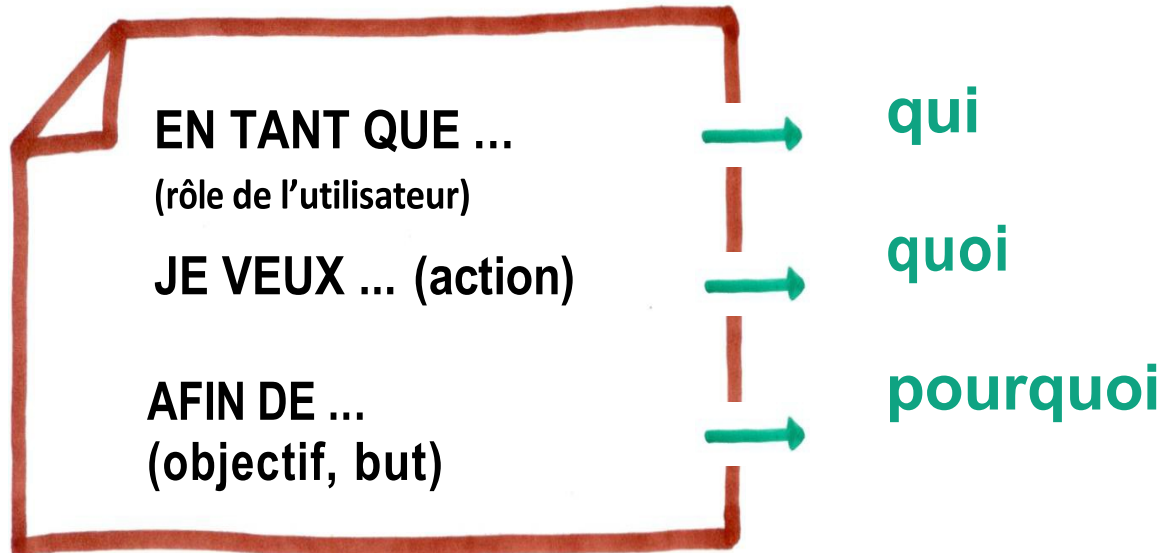 EN TANT QUE ...
qui
(rôle de l'utilisateur)
JE VEUX ... (action)
quoi
AFIN DE ...
pourquoi
(objectif, but)